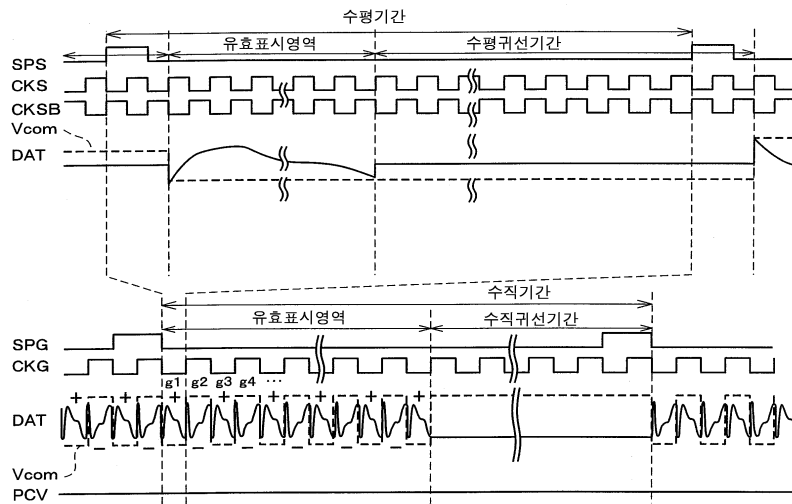 수평기간
유효표시영역
수평귀선기간
SPS
CKS
CKSB
Vcom
DAT
수직기간
유효표시영역
수직귀선기간
SPG
CKG
g1 g2 g3 g4 ···
+ + + + + + + +
DAT
Vcom
PCV